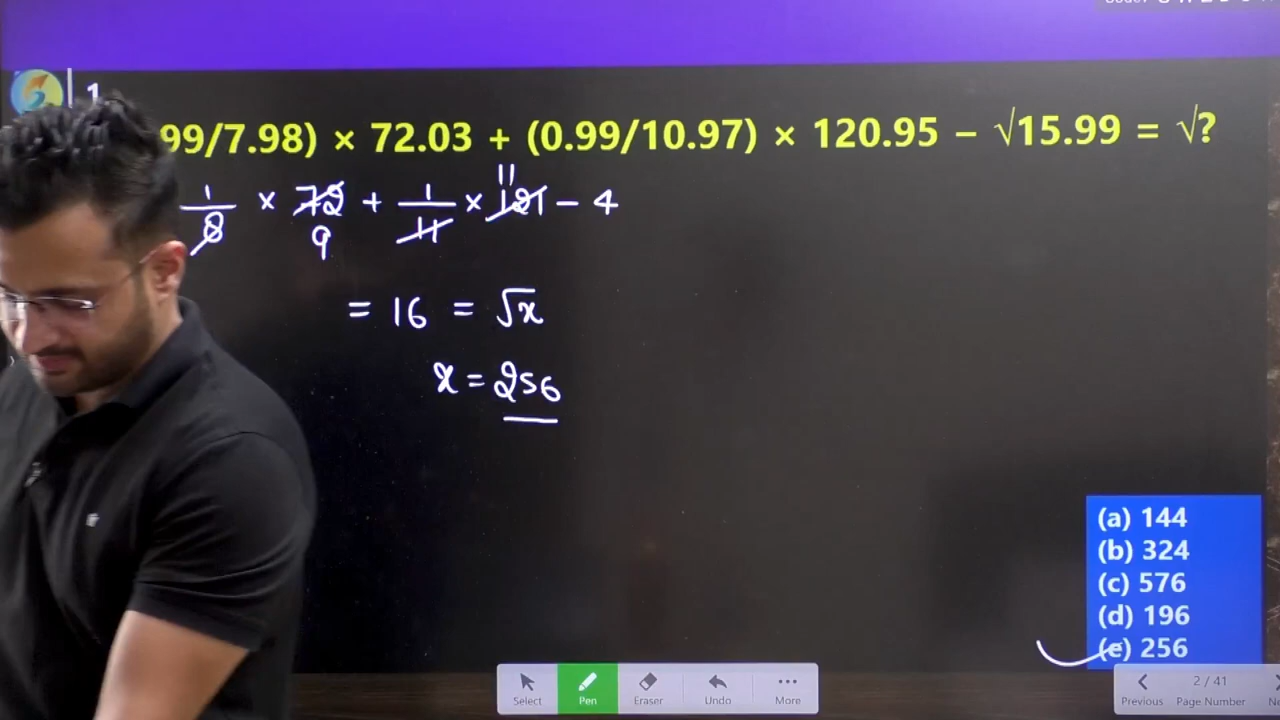 1
99/7.98) × 72.03 + (0.99/10.97) × 120.95 – √15.99 = √?
11
1/8 × 72 + 1/11 × 121 – 4
9
= 16 = √x
x = 256
(a) 144
(b) 324
(c) 576
(d) 196
(e) 256
Select Pen Eraser Undo More
2 / 41
Previous Page Number